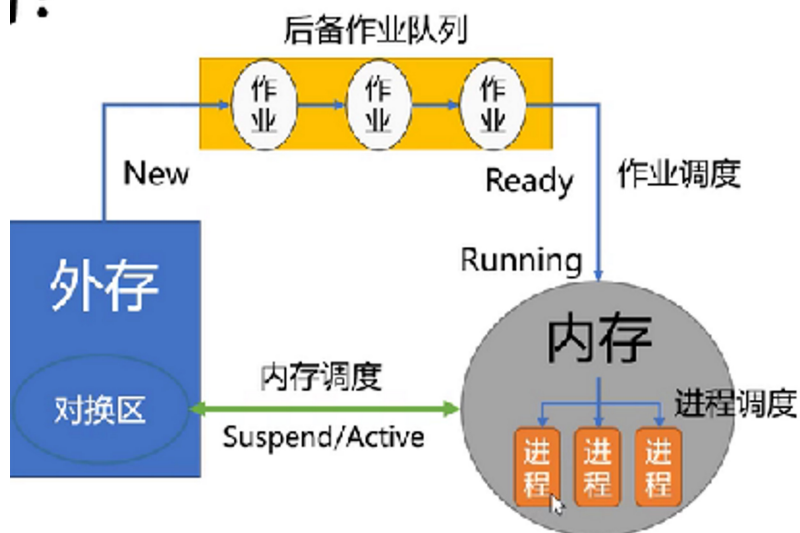 后备作业队列
作业
作业
作业
New
Ready
作业调度
Running
外存
内存
对换区
内存调度
Suspend/Active
进程调度
进程
进程
进程